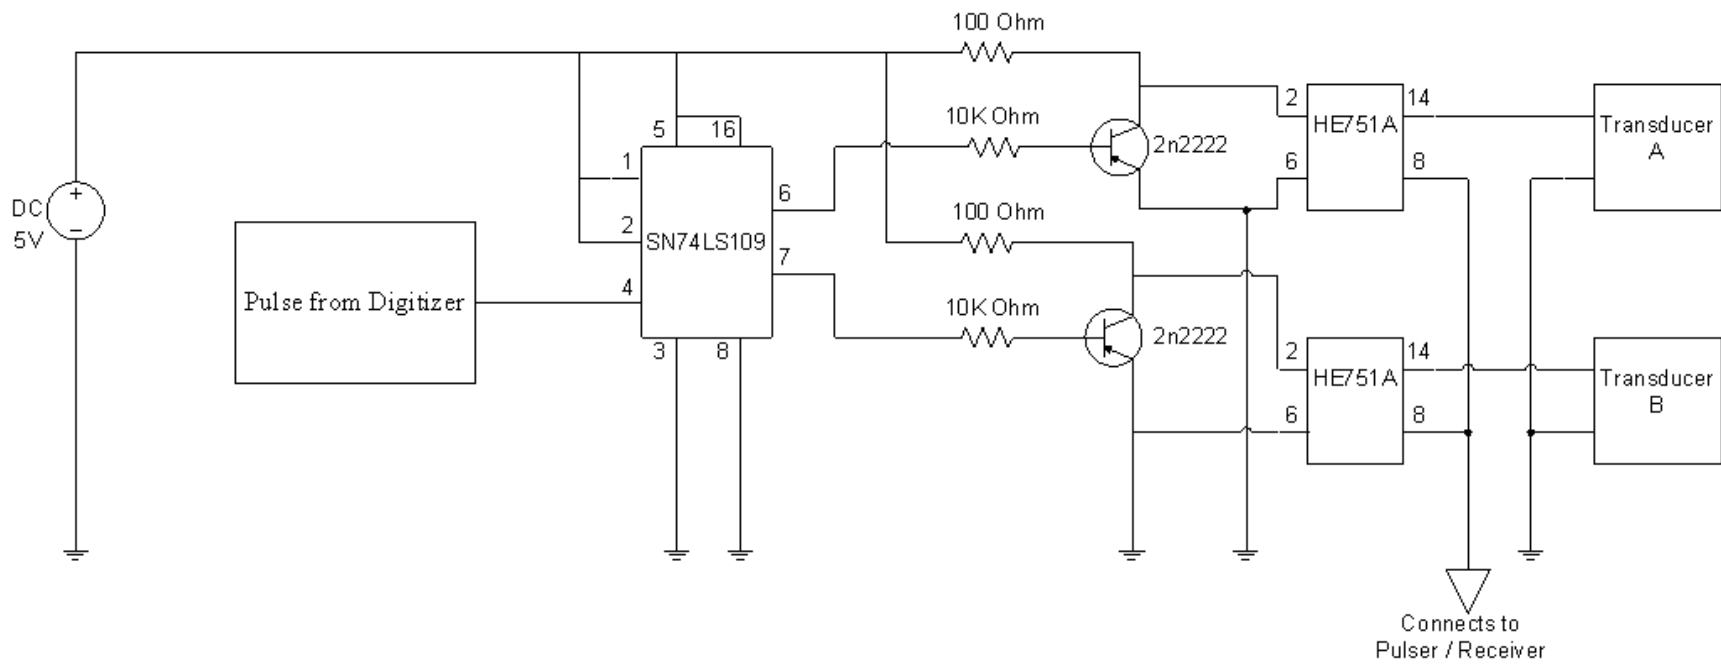 100 Ohm
5
16
10K Ohm
2n2222
2
14
HE751A
6
8
Transducer
A
1
2
SN74LS109
6
7
4
3
8
DC
5V
+
−
Pulse from Digitizer
100 Ohm
10K Ohm
2n2222
2
14
HE751A
6
8
Transducer
B
Connects to
Pulser / Receiver